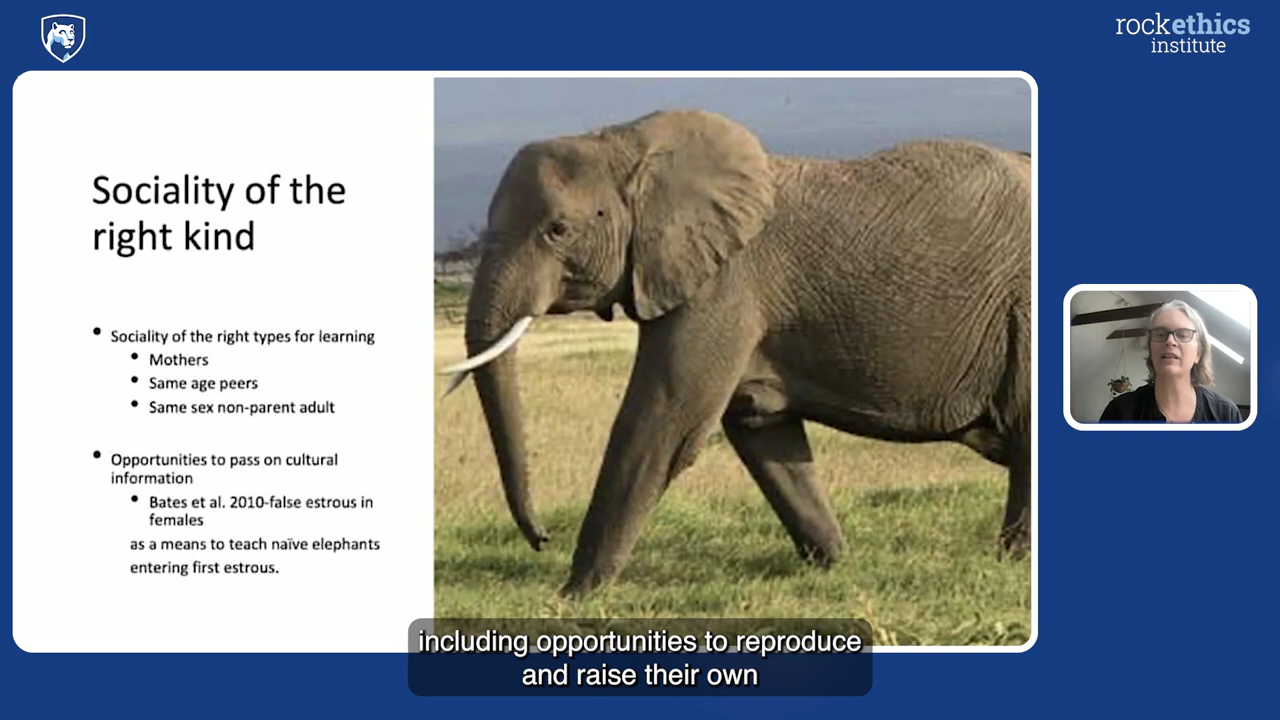 rockethics
institute
Sociality of the
right kind
• Sociality of the right types for learning
• Mothers
• Same age peers
• Same sex non-parent adult
• Opportunities to pass on cultural
information
• Bates et al. 2010-false estrous in
females
as a means to teach naïve elephants
entering first estrous.
including opportunities to reproduce
and raise their own